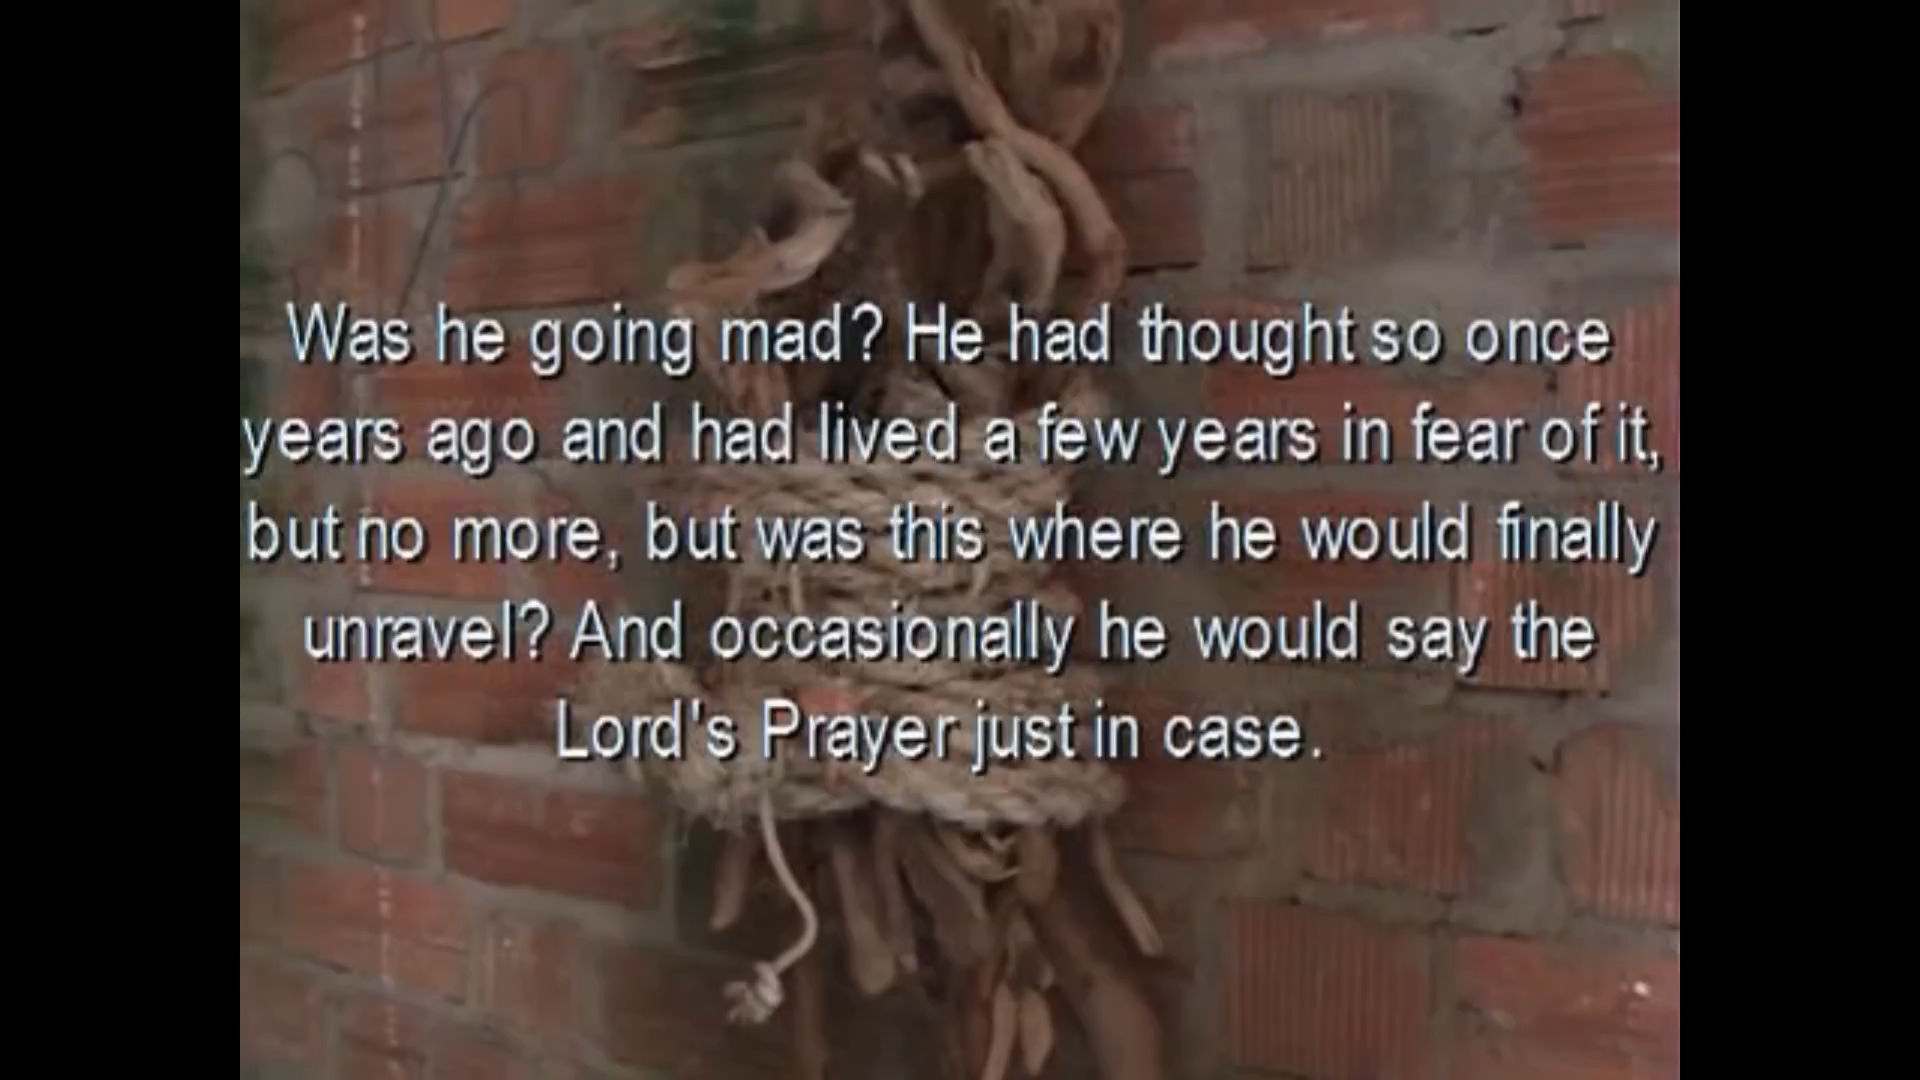 Was he going mad? He had thought so once
years ago and had lived a few years in fear of it,
but no more, but was this where he would finally
unravel? And occasionally he would say the
Lord's Prayer just in case.